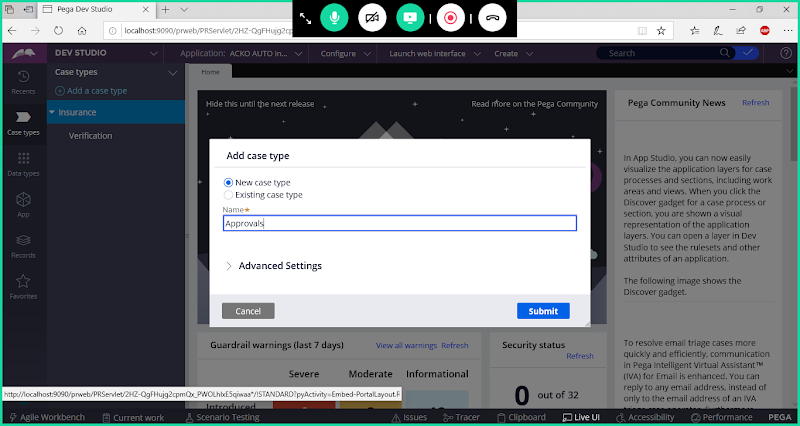 Pega Dev Studio
localhost:9090/prweb/PRServlet/2HZ-QgFHujg2cpm
DEV STUDIO
Application: ACKO AUTO in...
Configure
Launch web interface
Create
Search
Recents
Case types
Data types
App
Records
Favorites
Case types
Add a case type
Insurance
Verification
Home
Hide this until the next release
Read more on the Pega Community
Add case type
New case type
Existing case type
Name*
Approvals
Advanced Settings
Cancel
Submit
Guardrail warnings (last 7 days)
View all warnings Refresh
Severe Moderate Informational
Introduced
Security status
Refresh
0 out of 32
Pega Community News
Refresh
In App Studio, you can now easily
visualize the application layers for case
processes and sections, including work
areas and views. When you click the
Discover gadget for a case process or
section, you are shown a visual
representation of the application
layers. You can open a layer in Dev
Studio to see the rulesets and other
attributes of an application.
The following image shows the
Discover gadget.
To resolve email triage cases more
quickly and efficiently, communication
in Pega Intelligent Virtual Assistant™
(IVA) for Email is enhanced. You can
reply to any email address, instead of
only to the email address of an IVA
http://localhost:9090/prweb/PRServlet/2HZ-QgFHujg2cpmQx_PWOLhlxE5qiwaa*/!STANDARD?pyActivity=Embed-PortalLayout.F
Agile Workbench
Current work
Scenario Testing
Issues
Tracer
Clipboard
Live UI
Accessibility
Performance
PEGA